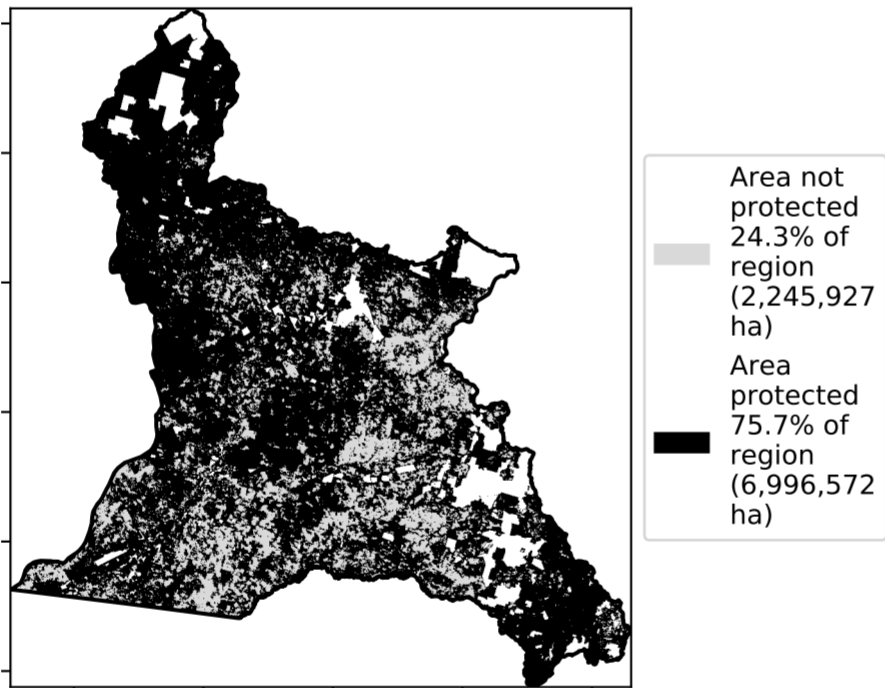 Area not
protected
24.3% of
region
(2,245,927
ha)
Area
protected
75.7% of
region
(6,996,572
ha)